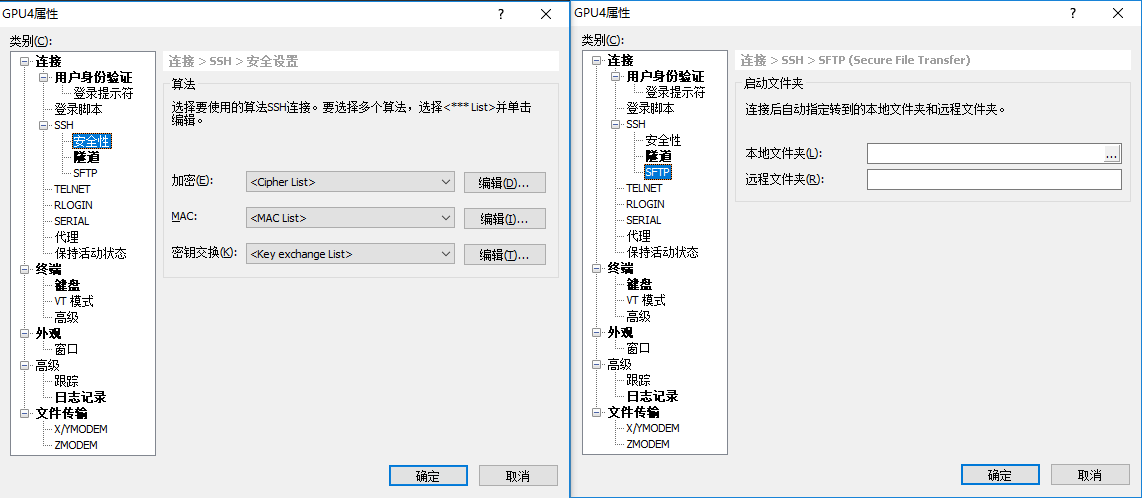 GPU4属性
类别(C):
连接
用户身份验证
登录提示符
登录脚本
SSH
安全性
隧道
SFTP
TELNET
RLOGIN
SERIAL
代理
保持活动状态
终端
键盘
VT 模式
高级
外观
窗口
高级
跟踪
日志记录
文件传输
X/YMODEM
ZMODEM
连接 > SSH > 安全设置
算法
选择要使用的算法SSH连接。要选择多个算法，选择<*** List>并单击
编辑。
加密(E):
<Cipher List>
编辑(D)...
MAC:
<MAC List>
编辑(I)...
密钥交换(K):
<Key exchange List>
编辑(T)...
确定
取消
GPU4属性
类别(C):
连接
用户身份验证
登录提示符
登录脚本
SSH
安全性
隧道
SFTP
TELNET
RLOGIN
SERIAL
代理
保持活动状态
终端
键盘
VT 模式
高级
外观
窗口
高级
跟踪
日志记录
文件传输
X/YMODEM
ZMODEM
连接 > SSH > SFTP (Secure File Transfer)
启动文件夹
连接后自动指定转到的本地文件夹和远程文件夹。
本地文件夹(L):
...
远程文件夹(R):
确定
取消